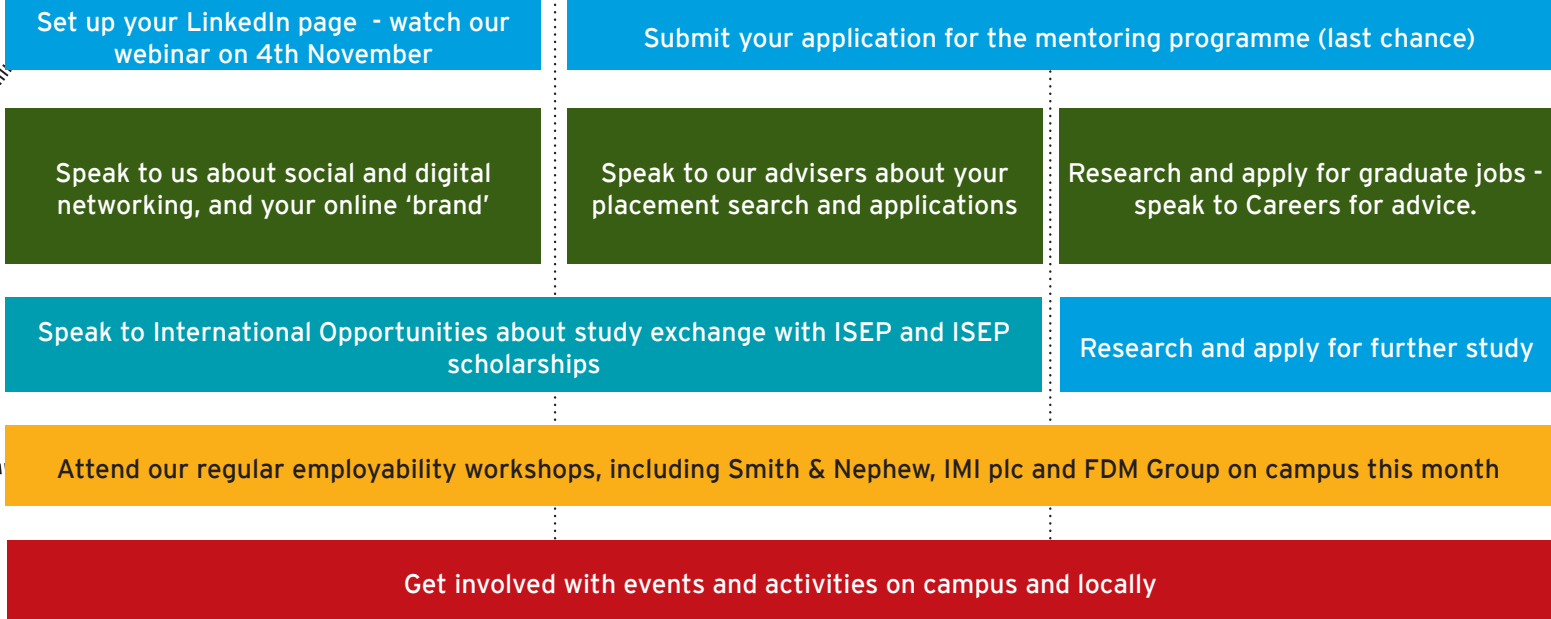 Set up your LinkedIn page - watch our
webinar on 4th November
Submit your application for the mentoring programme (last chance)
Speak to us about social and digital
networking, and your online ‘brand’
Speak to our advisers about your
placement search and applications
Research and apply for graduate jobs -
speak to Careers for advice.
Speak to International Opportunities about study exchange with ISEP and ISEP
scholarships
Research and apply for further study
Attend our regular employability workshops, including Smith & Nephew, IMI plc and FDM Group on campus this month
Get involved with events and activities on campus and locally